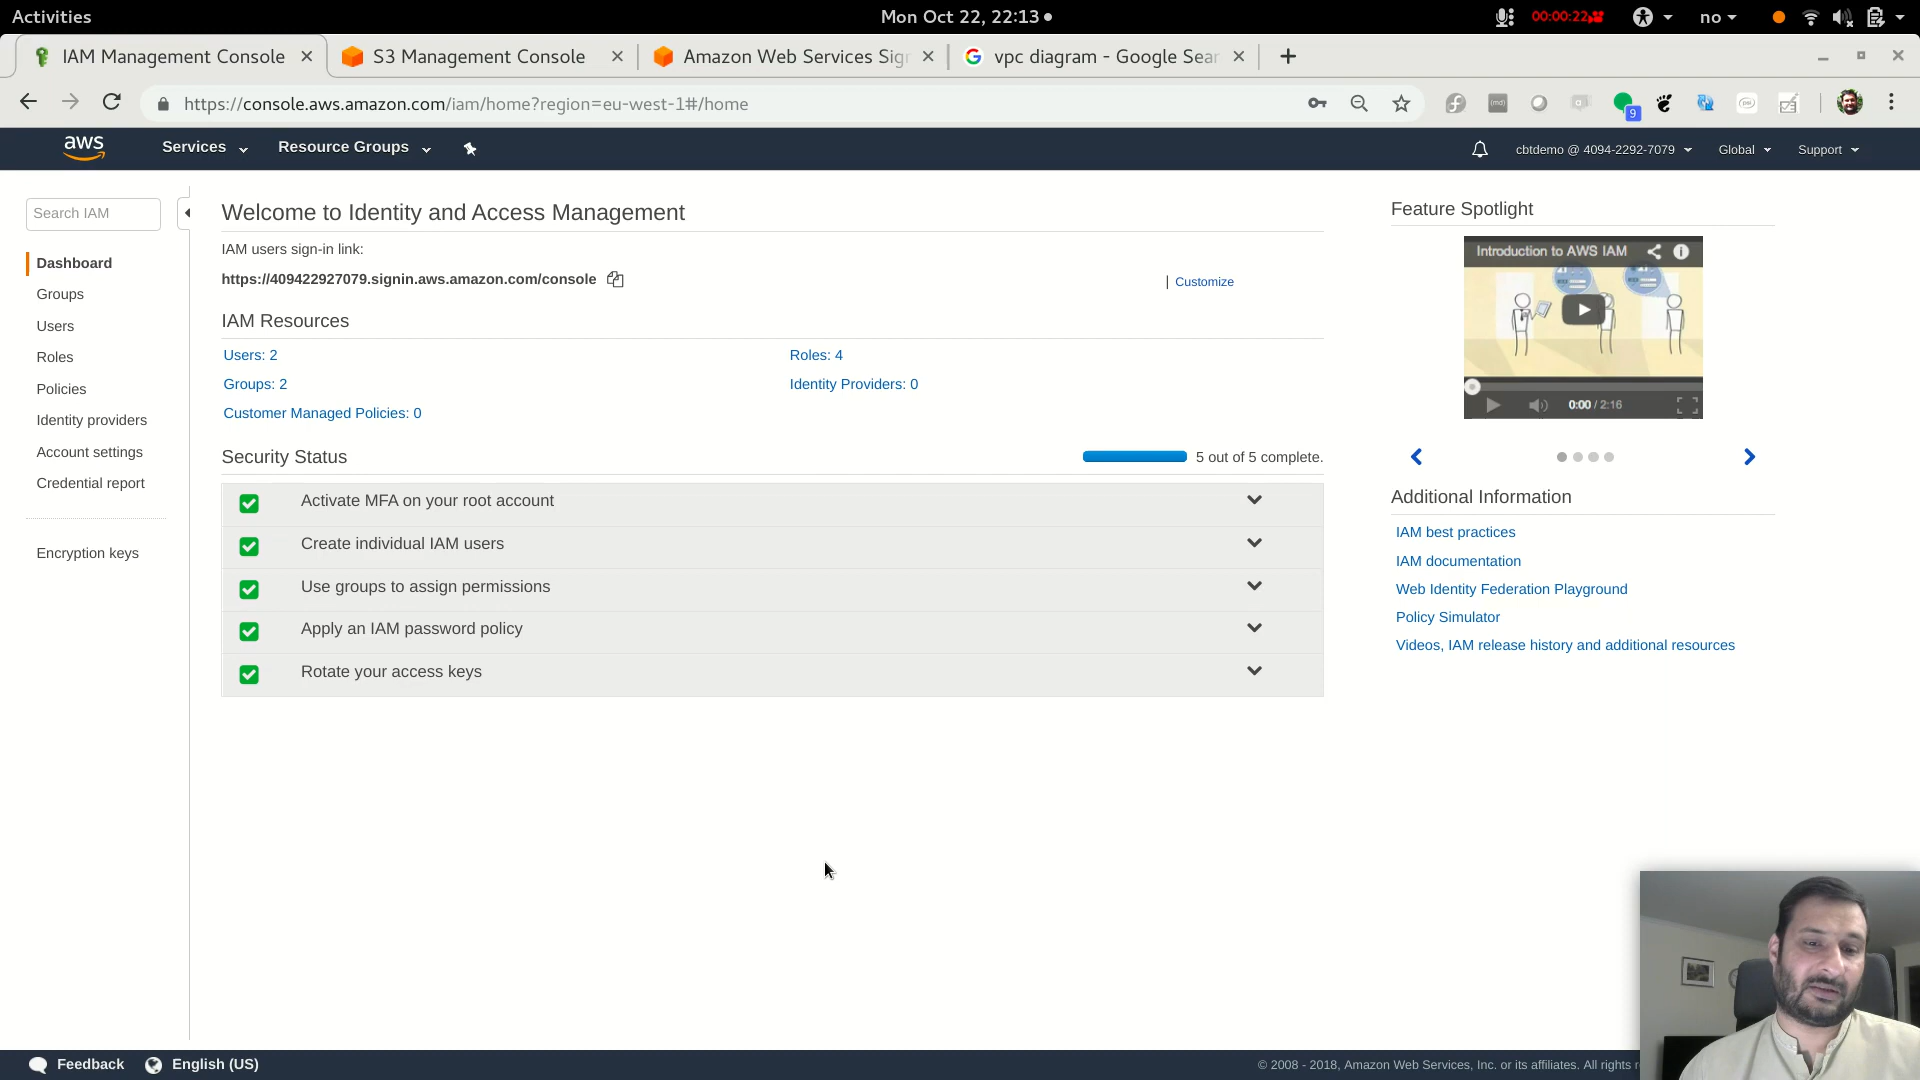 Activities
Mon Oct 22, 22:13
00:00:22
no
IAM Management Console
S3 Management Console
Amazon Web Services Sig
vpc diagram - Google Sear
https://console.aws.amazon.com/iam/home?region=eu-west-1#/home
9
aws
Services
Resource Groups
cbtdemo @ 4094-2292-7079
Global
Support
Search IAM
Dashboard
Groups
Users
Roles
Policies
Identity providers
Account settings
Credential report
Encryption keys
Welcome to Identity and Access Management
IAM users sign-in link:
https://409422927079.signin.aws.amazon.com/console
| Customize
IAM Resources
Users: 2
Roles: 4
Groups: 2
Identity Providers: 0
Customer Managed Policies: 0
Security Status
5 out of 5 complete.
Activate MFA on your root account
Create individual IAM users
Use groups to assign permissions
Apply an IAM password policy
Rotate your access keys
Feature Spotlight
Introduction to AWS IAM
0:00 / 2:16
Additional Information
IAM best practices
IAM documentation
Web Identity Federation Playground
Policy Simulator
Videos, IAM release history and additional resources
Feedback
English (US)
© 2008 - 2018, Amazon Web Services, Inc. or its affiliates. All rights